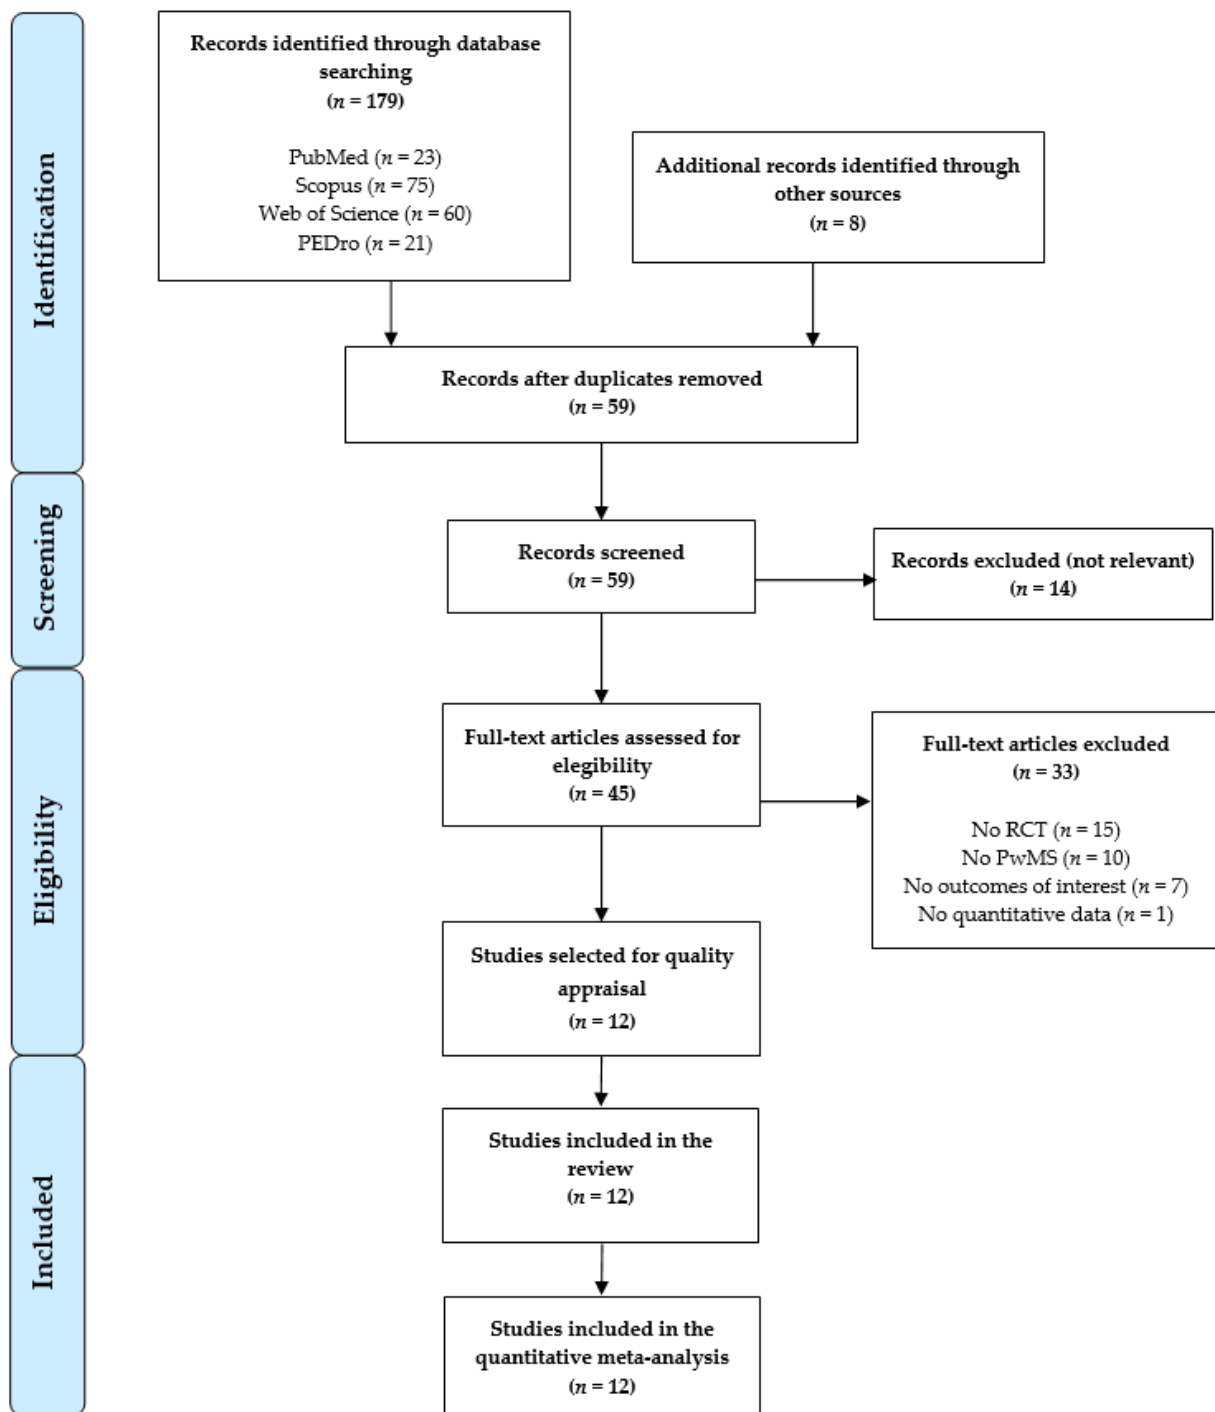 Identification
Records identified through database
searching
(n = 179)
PubMed (n = 23)
Scopus (n = 75)
Web of Science (n = 60)
PEDro (n = 21)
Additional records identified through
other sources
(n = 8)
Records after duplicates removed
(n = 59)
Screening
Records screened
(n = 59)
Records excluded (not relevant)
(n = 14)
Eligibility
Full-text articles assessed for
elegibility
(n = 45)
Full-text articles excluded
(n = 33)
No RCT (n = 15)
No PwMS (n = 10)
No outcomes of interest (n = 7)
No quantitative data (n = 1)
Studies selected for quality
appraisal
(n = 12)
Included
Studies included in the
review
(n = 12)
Studies included in the
quantitative meta-analysis
(n = 12)